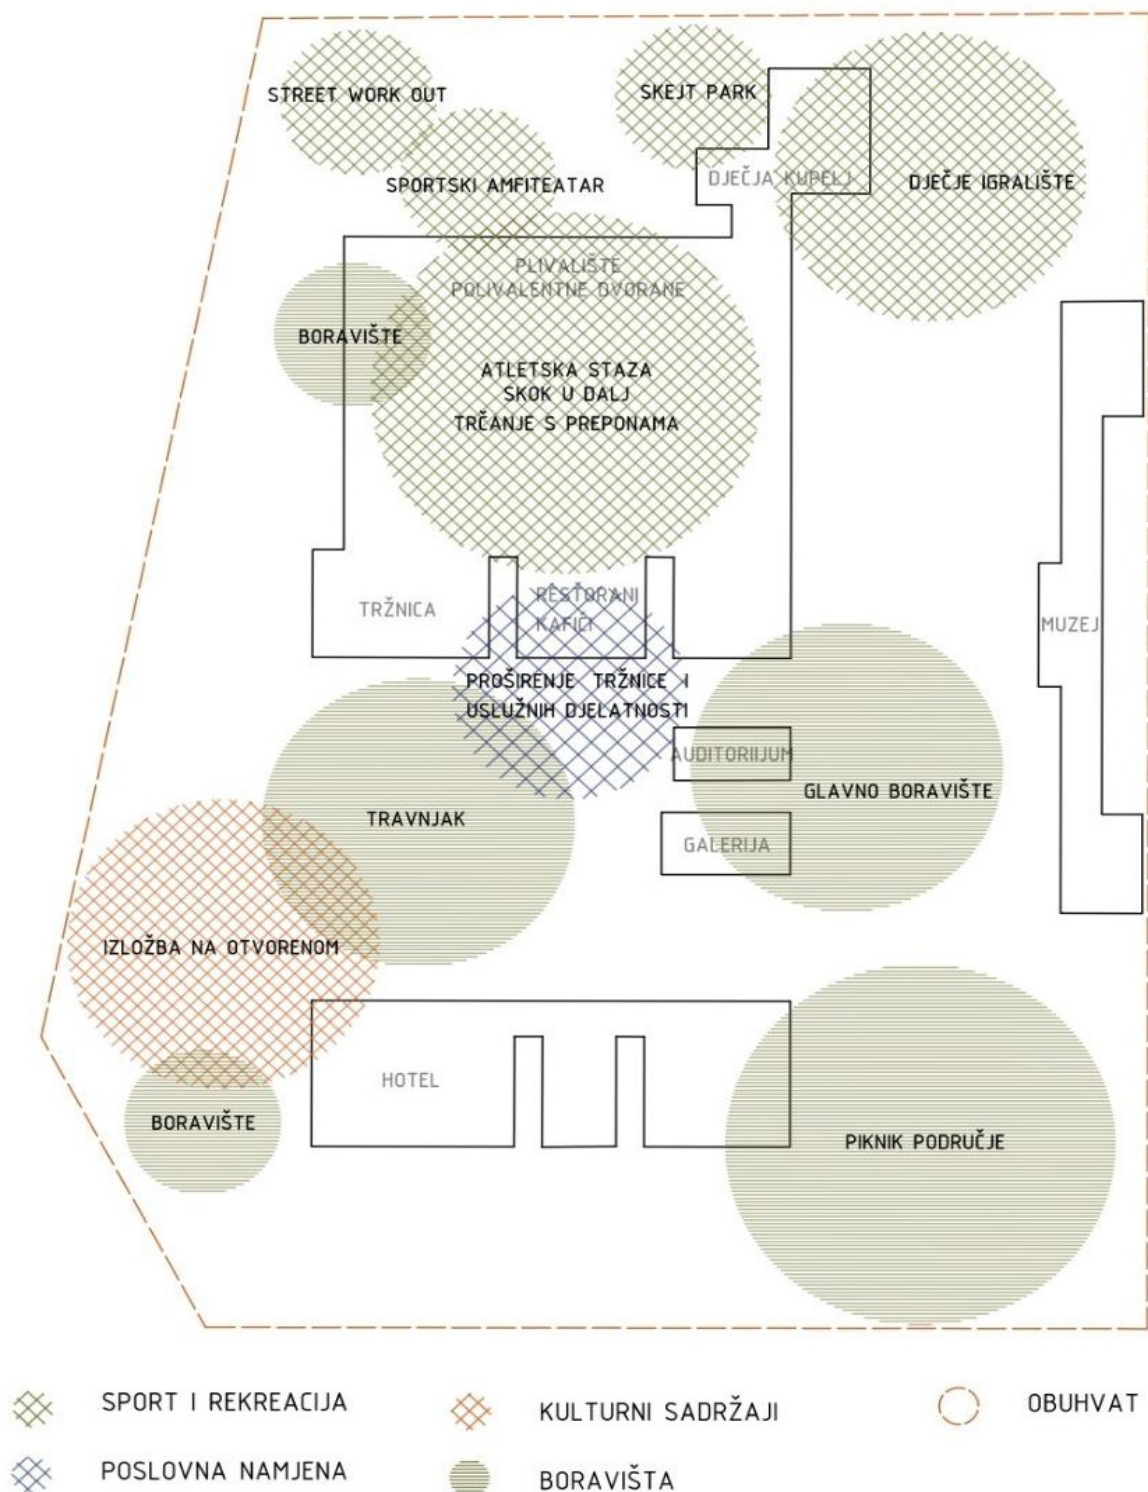 STREET WORK OUT
SKEJT PARK
SPORTSKI AMFITEATAR
DJEČJA KUPELJ
DJEČJE IGRALIŠTE
PLIVALIŠTE
POLIVALENTNE DVORANE
BORAVIŠTE
ATLETSKA STAZA
SKOK U DALJ
TRČANJE S PREPONAMA
TRŽNICA
RESTORANI
KAFIĆI
MUZEJ
PROŠIRENJE TRŽNICE I
USLUŽNIH DJELATNOSTI
AUDITORIIJUM
GLAVNO BORAVIŠTE
TRAVNJAK
GALERIJA
IZLOŽBA NA OTVORENOM
HOTEL
BORAVIŠTE
PIKNIK PODRUČJE
SPORT I REKREACIJA
KULTURNI SADRŽAJI
OBUHVAT
POSLOVNA NAMJENA
BORAVIŠTA